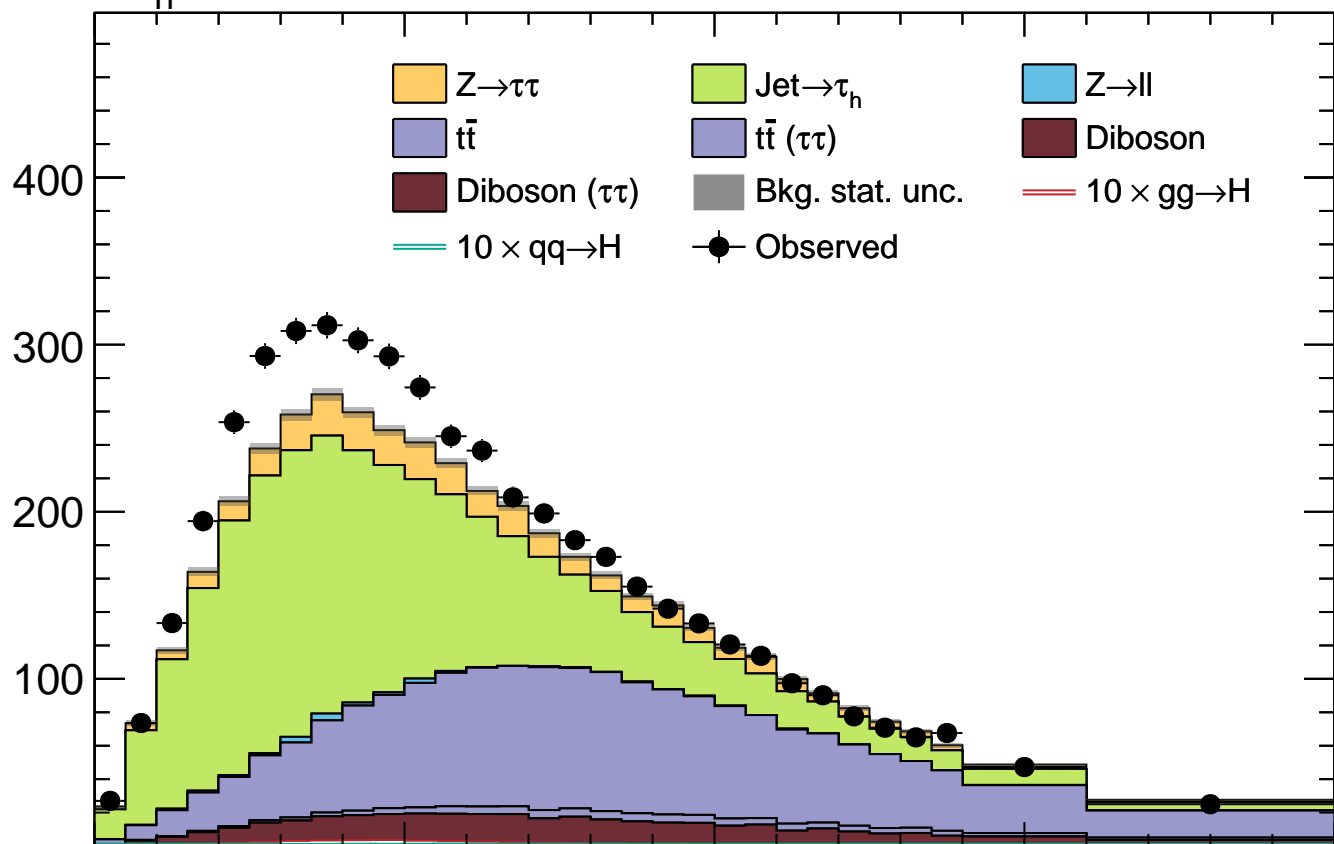 Z→ττ Jet→τh Z→ll
tt̄ tt̄ (ττ) Diboson
Diboson (ττ) Bkg. stat. unc. 10 × gg→H
10 × qq→H Observed
400
300
200
100